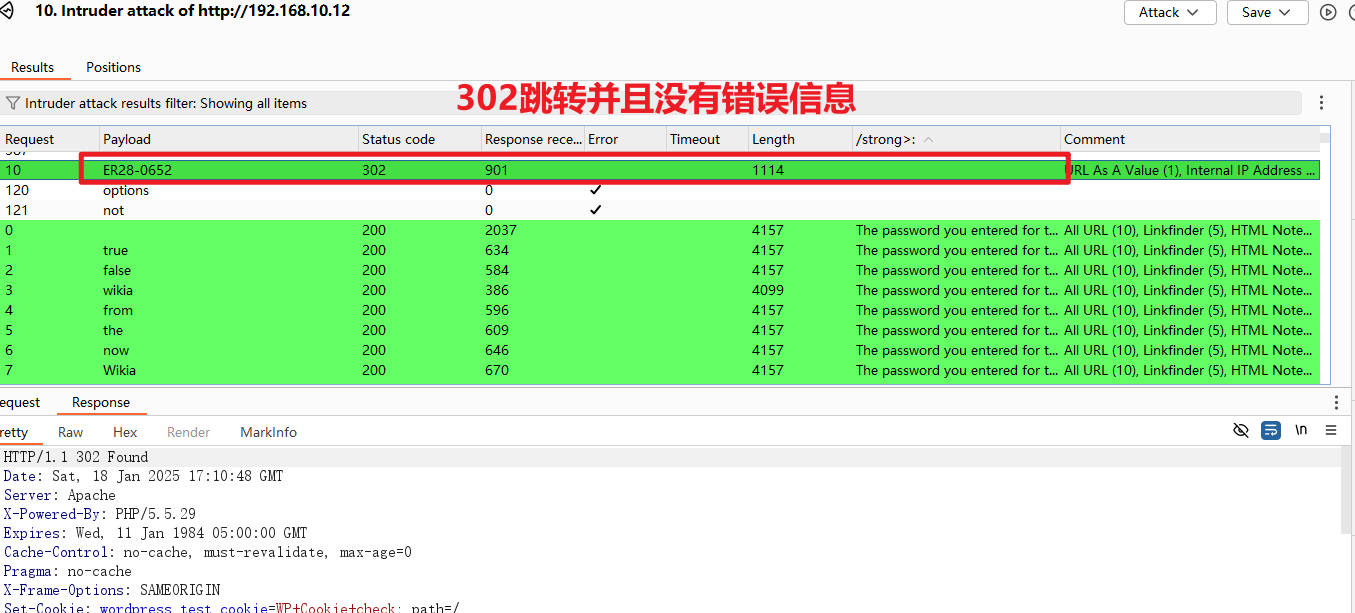 10. Intruder attack of http://192.168.10.12
Attack
Save
Results
Positions
302跳转并且没有错误信息
Intruder attack results filter: Showing all items
Request Payload Status code Response rece... Error Timeout Length /strong>: Comment
10 ER28-0652 302 901 1114 URL As A Value (1), Internal IP Address ...
120 options 0
121 not 0
0 200 2037 4157 The password you entered for t... All URL (10), Linkfinder (5), HTML Note...
1 true 200 634 4157 The password you entered for t... All URL (10), Linkfinder (5), HTML Note...
2 false 200 584 4157 The password you entered for t... All URL (10), Linkfinder (5), HTML Note...
3 wikia 200 386 4099 The password you entered for t... All URL (10), Linkfinder (5), HTML Note...
4 from 200 596 4157 The password you entered for t... All URL (10), Linkfinder (5), HTML Note...
5 the 200 609 4157 The password you entered for t... All URL (10), Linkfinder (5), HTML Note...
6 now 200 646 4157 The password you entered for t... All URL (10), Linkfinder (5), HTML Note...
7 Wikia 200 670 4157 The password you entered for t... All URL (10), Linkfinder (5), HTML Note...
equest Response
retty Raw Hex Render MarkInfo \n
HTTP/1.1 302 Found
Date: Sat, 18 Jan 2025 17:10:48 GMT
Server: Apache
X-Powered-By: PHP/5.5.29
Expires: Wed, 11 Jan 1984 05:00:00 GMT
Cache-Control: no-cache, must-revalidate, max-age=0
Pragma: no-cache
X-Frame-Options: SAMEORIGIN
Set-Cookie: wordpress_test_cookie=WP+Cookie+check; path=/